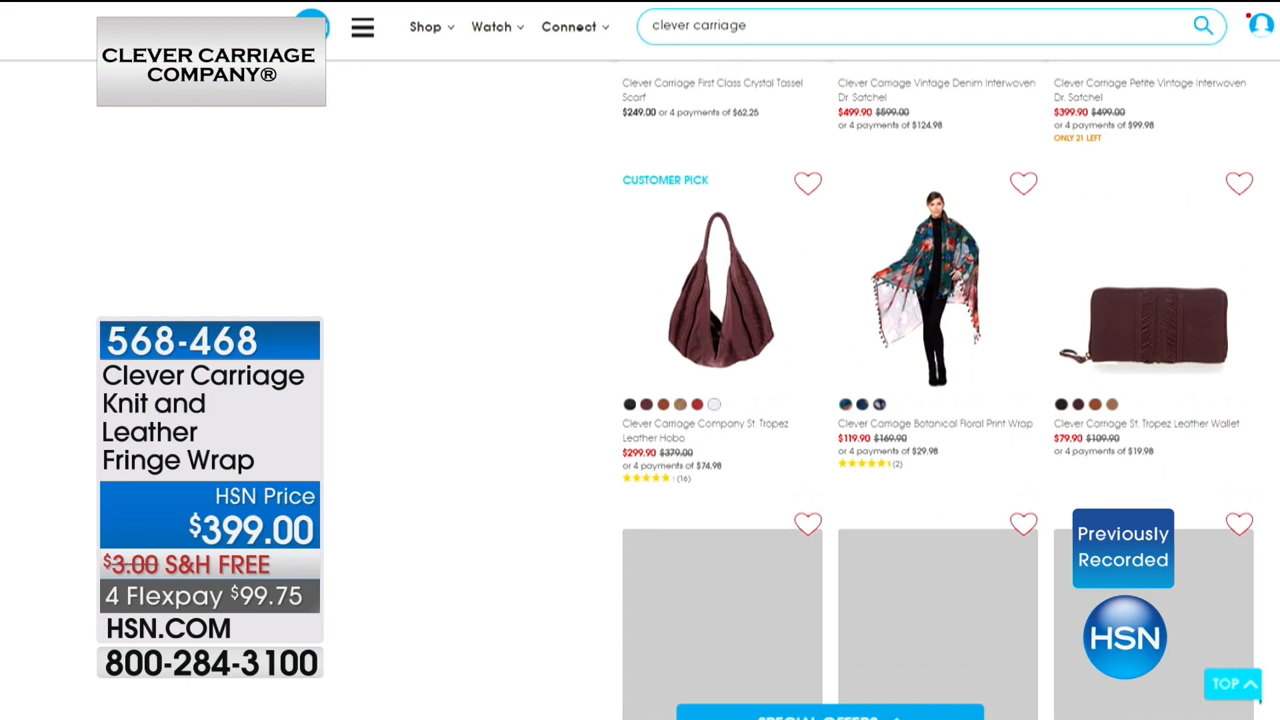 CLEVER CARRIAGE
COMPANY®
Shop
Watch
Connect
clever carriage
Clever Carriage First Class Crystal Tassel
Scarf
$249.00 or 4 payments of $62.25
Clever Carriage Vintage Denim Interwoven
Dr. Satchel
$499.90 $599.00
or 4 payments of $124.98
Clever Carriage Petite Vintage Interwoven
Dr. Satchel
$399.90 $499.00
or 4 payments of $99.98
ONLY 21 LEFT
CUSTOMER PICK
Clever Carriage Company St. Tropez
Leather Hobo
$299.90 $379.00
or 4 payments of $74.98
(16)
Clever Carriage Botanical Floral Print Wrap
$119.90 $169.90
or 4 payments of $29.98
(2)
Clever Carriage St. Tropez Leather Wallet
$79.90 $109.90
or 4 payments of $19.98
568-468
Clever Carriage
Knit and
Leather
Fringe Wrap
HSN Price
$399.00
$3.00 S&H FREE
4 Flexpay $99.75
HSN.COM
800-284-3100
Previously
Recorded
HSN
TOP
SPECIAL OFFERS